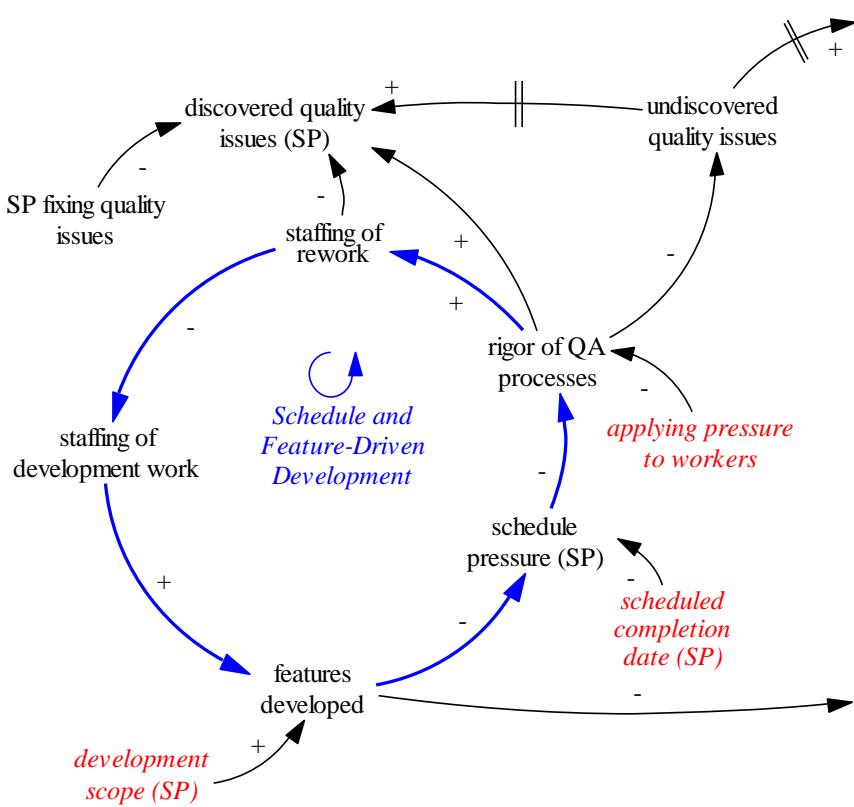 +
+
discovered quality
issues (SP)
undiscovered
quality issues
-
-
SP fixing quality
issues
staffing of
rework
+
-
+
-
rigor of QA
processes
-
Schedule and
Feature-Driven
Development
applying pressure
to workers
staffing of
development work
-
schedule
pressure (SP)
+
-
scheduled
completion
date (SP)
-
features
developed
-
+
development
scope (SP)